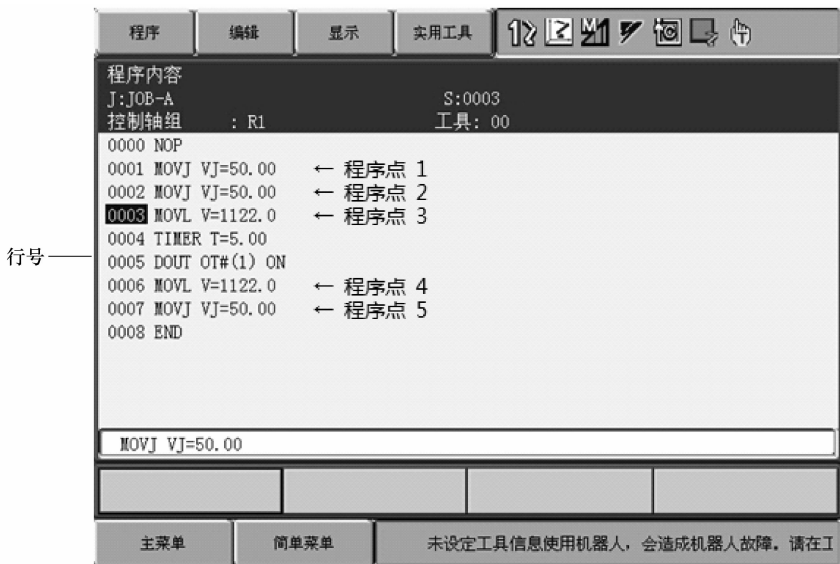 程序 编辑 显示 实用工具
程序内容
J:JOB-A S:0003
控制轴组 : R1 工具: 00
0000 NOP
0001 MOVJ VJ=50.00 ← 程序点 1
0002 MOVJ VJ=50.00 ← 程序点 2
0003 MOVL V=1122.0 ← 程序点 3
0004 TIMER T=5.00
行号
0005 DOUT OT#(1) ON
0006 MOVL V=1122.0 ← 程序点 4
0007 MOVJ VJ=50.00 ← 程序点 5
0008 END
MOVJ VJ=50.00
主菜单 简单菜单 未设定工具信息使用机器人，会造成机器人故障。请在工